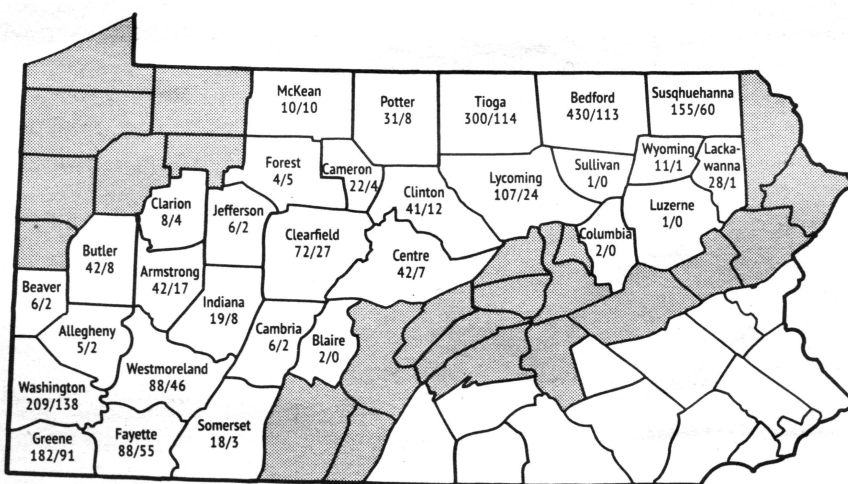 McKean
10/10
Potter
31/8
Tioga
300/114
Bedford
430/113
Susqhuehanna
155/60
Forest
4/5
Cameron
22/4
Clinton
41/12
Lycoming
107/24
Sullivan
1/0
Wyoming
11/1
Lacka-
wanna
28/1
Clarion
8/4
Jefferson
6/2
Clearfield
72/27
Centre
42/7
Columbia
2/0
Luzerne
1/0
Butler
42/8
Armstrong
42/17
Indiana
19/8
Beaver
6/2
Allegheny
5/2
Cambria
6/2
Blaire
2/0
Westmoreland
88/46
Washington
209/138
Greene
182/91
Fayette
88/55
Somerset
18/3